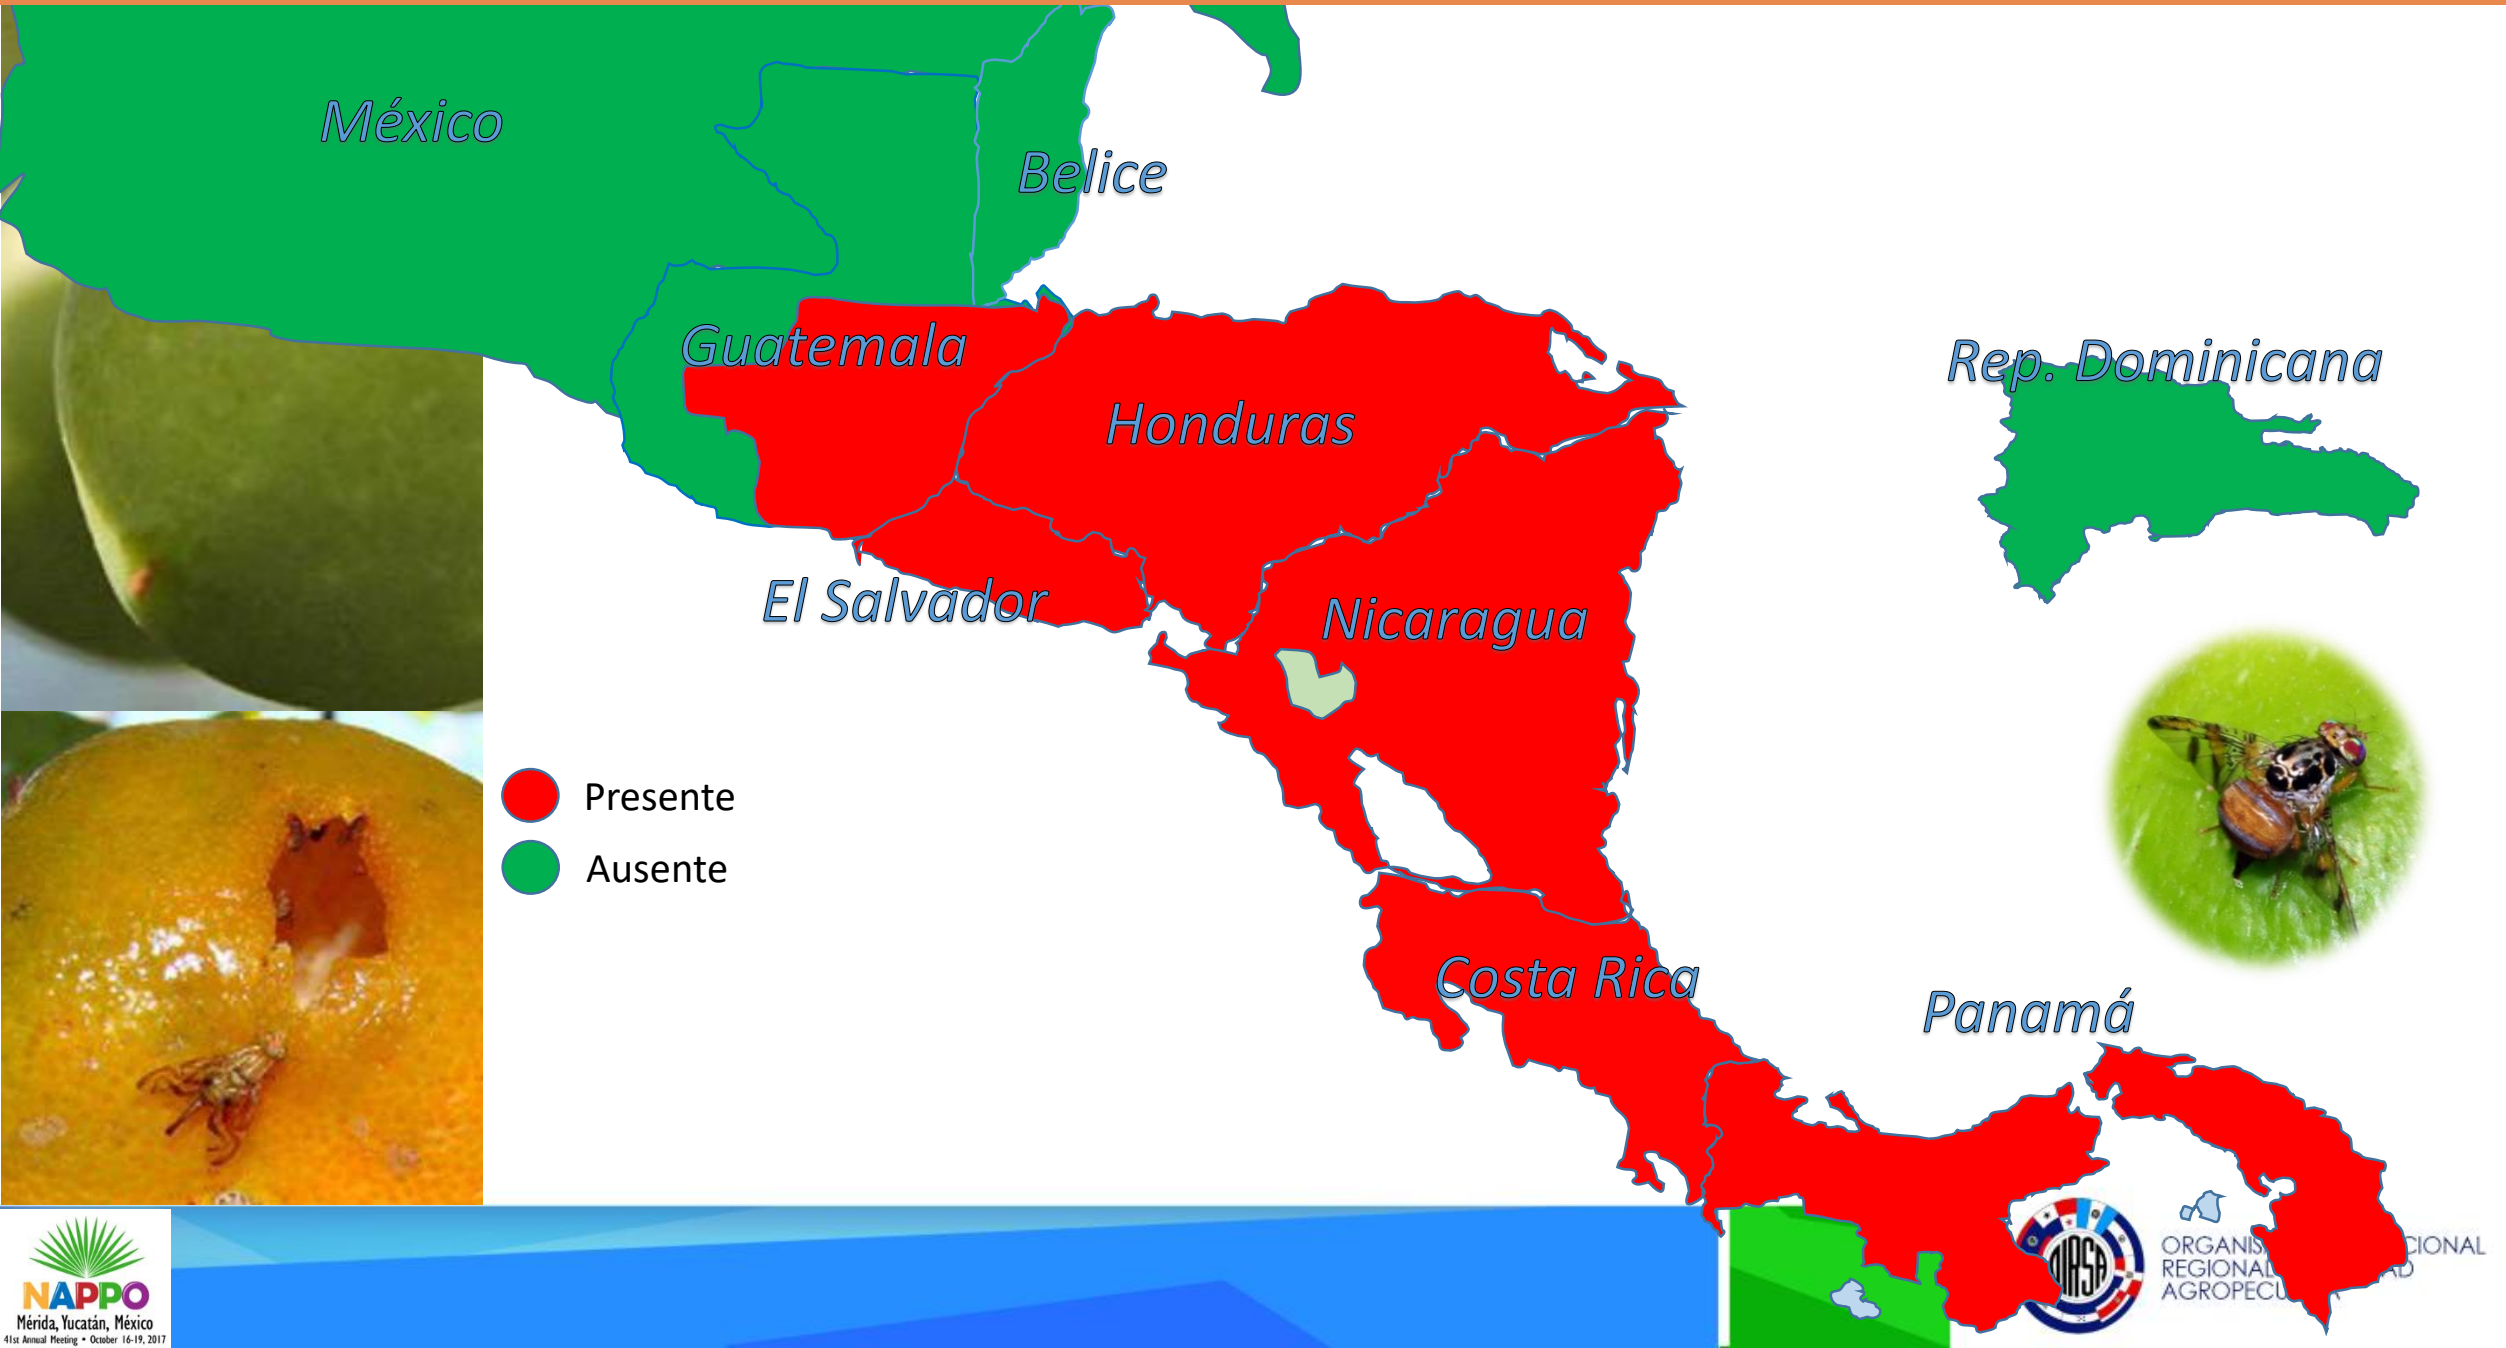 México
Belice
Guatemala
Rep. Dominicana
Honduras
El Salvador
Nicaragua
Presente
Ausente
Costa Rica
Panamá
NAPPO
Mérida, Yucatán, México
41st Annual Meeting • October 16-19, 2017
OIRSA
REGIONAL